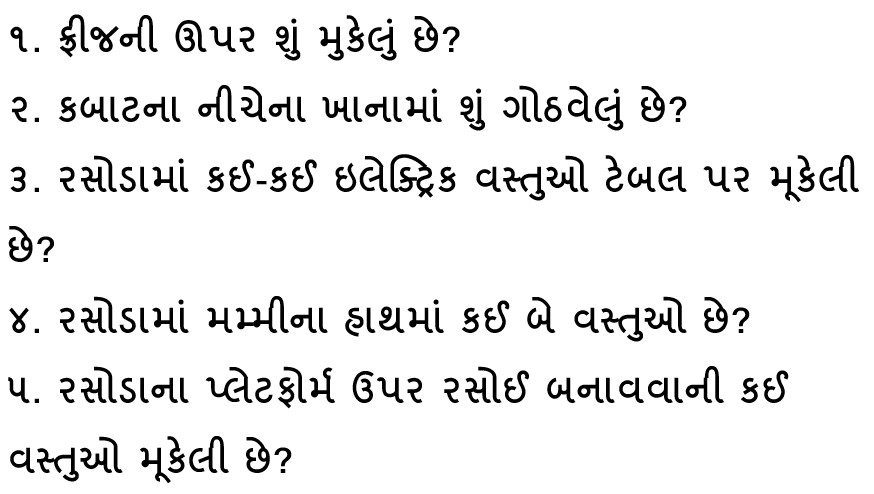 ૧. ફ્રીજની ઊપર શું મુકેલું છે?
૨. કબાટના નીચેના ખાનામાં શું ગોઠવેલું છે?
૩. રસોડામાં કઈ-કઈ ઇલેક્ટ્રિક વસ્તુઓ ટેબલ પર મૂકેલી
છે?
૪. રસોડામાં મમ્મીના હાથમાં કઈ બે વસ્તુઓ છે?
૫. રસોડાના પ્લેટફોર્મ ઉપર રસોઈ બનાવવાની કઈ
વસ્તુઓ મૂકેલી છે?